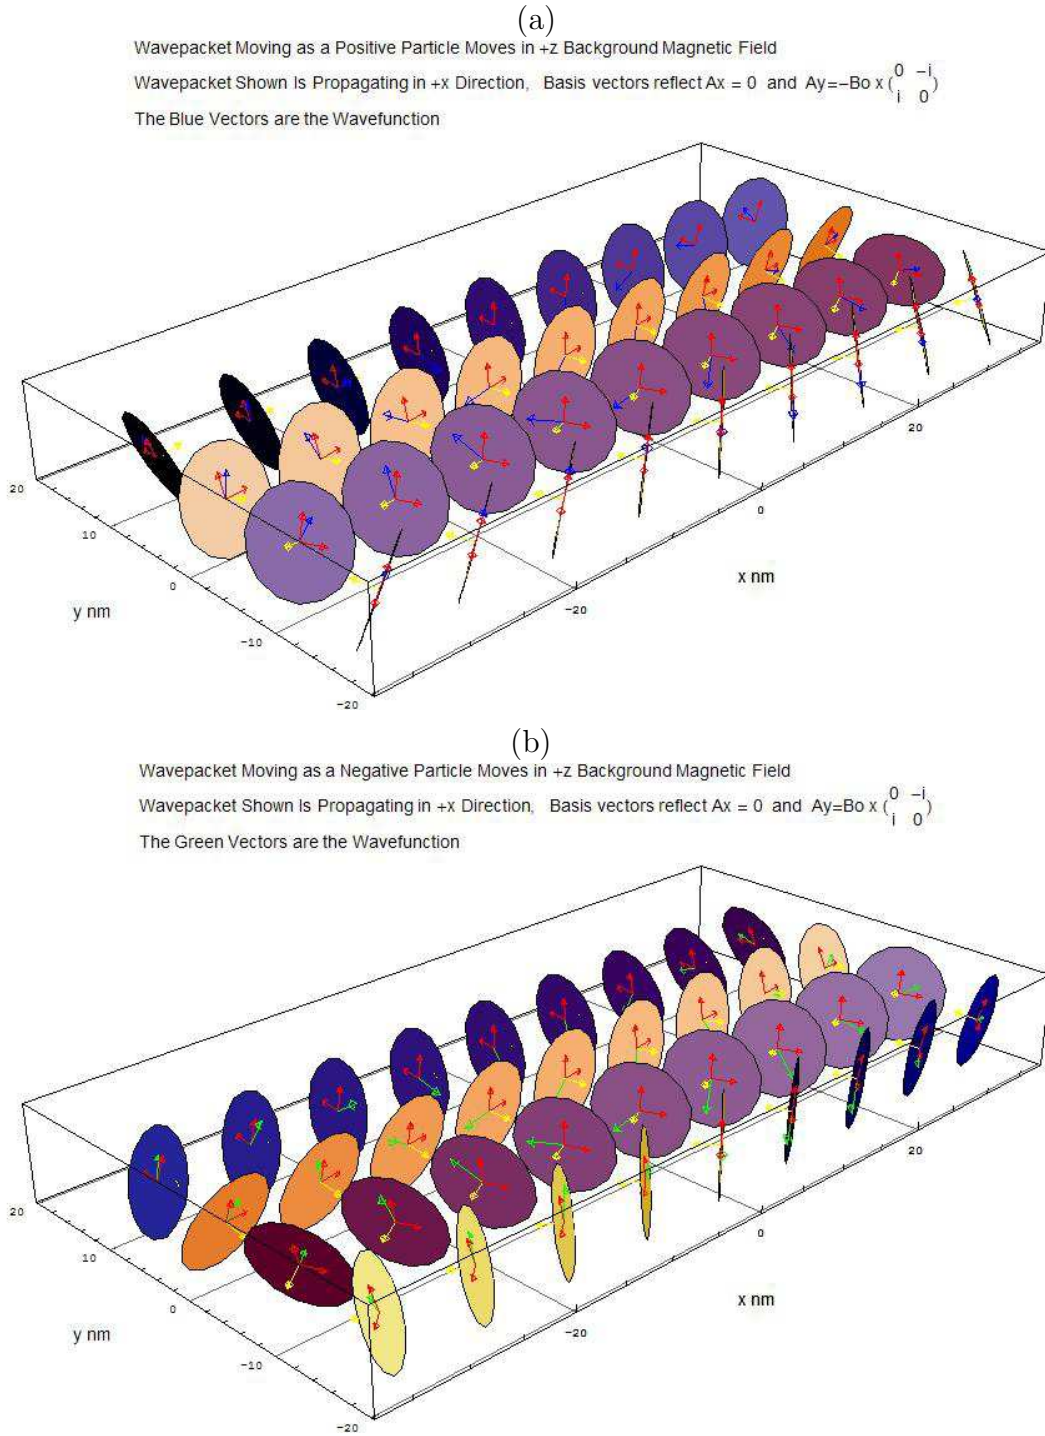 (a)
Wavepacket Moving as a Positive Particle Moves in +z Background Magnetic Field
Wavepacket Shown Is Propagating in +x Direction,   Basis vectors reflect Ax = 0  and  Ay=−Bo x (0 −i
i 0)
The Blue Vectors are the Wavefunction
20
10
0
-10
-20
y nm
-20
0
20
x nm
(b)
Wavepacket Moving as a Negative Particle Moves in +z Background Magnetic Field
Wavepacket Shown Is Propagating in +x Direction,   Basis vectors reflect Ax = 0  and  Ay=Bo x (0 −i
i 0)
The Green Vectors are the Wavefunction
20
10
0
-10
-20
y nm
-20
0
20
x nm